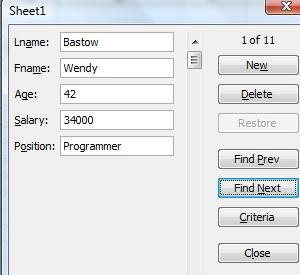 Sheet1
Lname: Bastow
Fname: Wendy
Age: 42
Salary: 34000
Position: Programmer
1 of 11
New
Delete
Restore
Find Prev
Find Next
Criteria
Close